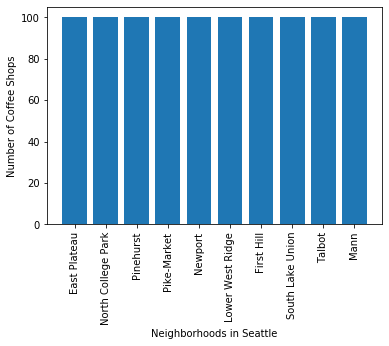 Number of Coffee Shops
100
80
60
40
20
0
East Plateau
North College Park
Pinehurst
Pike-Market
Newport
Lower West Ridge
First Hill
South Lake Union
Talbot
Mann
Neighborhoods in Seattle